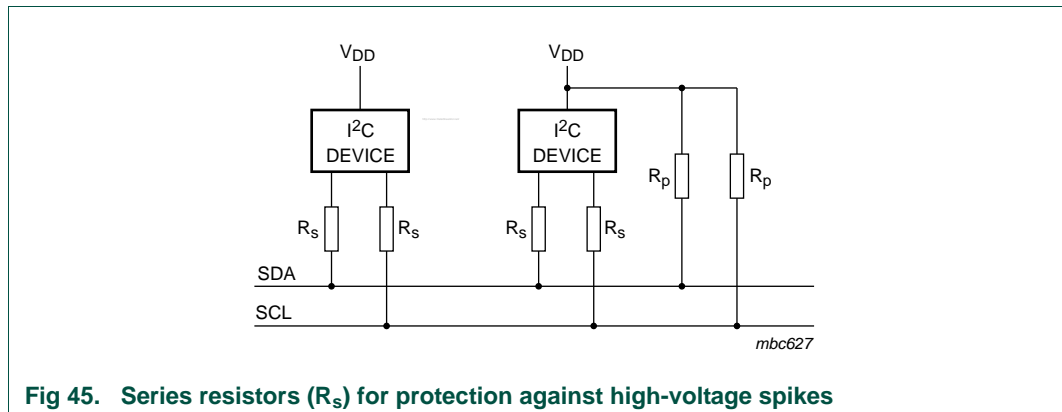 VDD VDD
I2C DEVICE
I2C DEVICE
Rs Rs Rs Rs Rp Rp
SDA
SCL
mbc627
Fig 45. Series resistors (Rs) for protection against high-voltage spikes